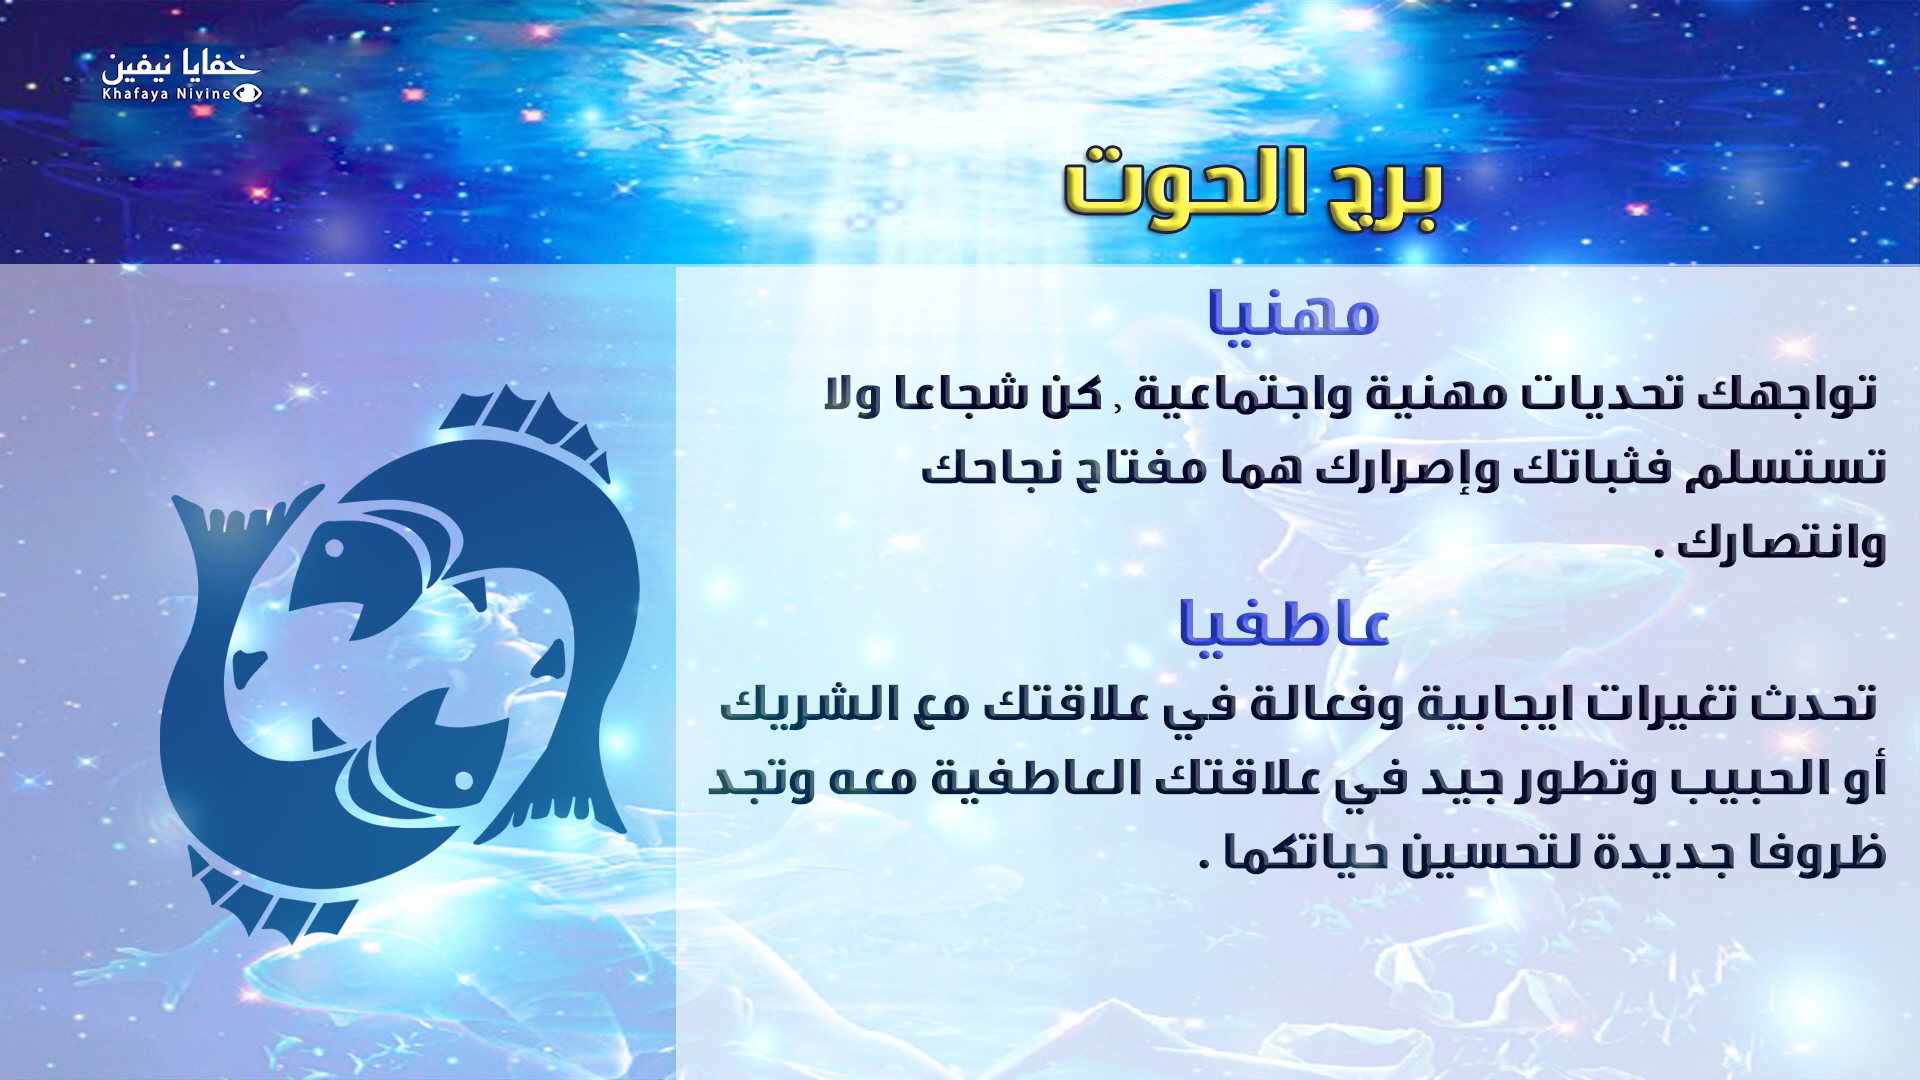 خفايا نيفين
Khafaya Nivine
برج الحوت
مهنيا
تواجهك تحديات مهنية واجتماعية , كن شجاعا ولا
تستسلم فثباتك وإصرارك هما مفتاح نجاحك
وانتصارك .
عاطفيا
تحدث تغيرات ايجابية وفعالة في علاقتك مع الشريك
أو الحبيب وتطور جيد في علاقتك العاطفية معه وتجد
ظروفا جديدة لتحسين حياتكما .